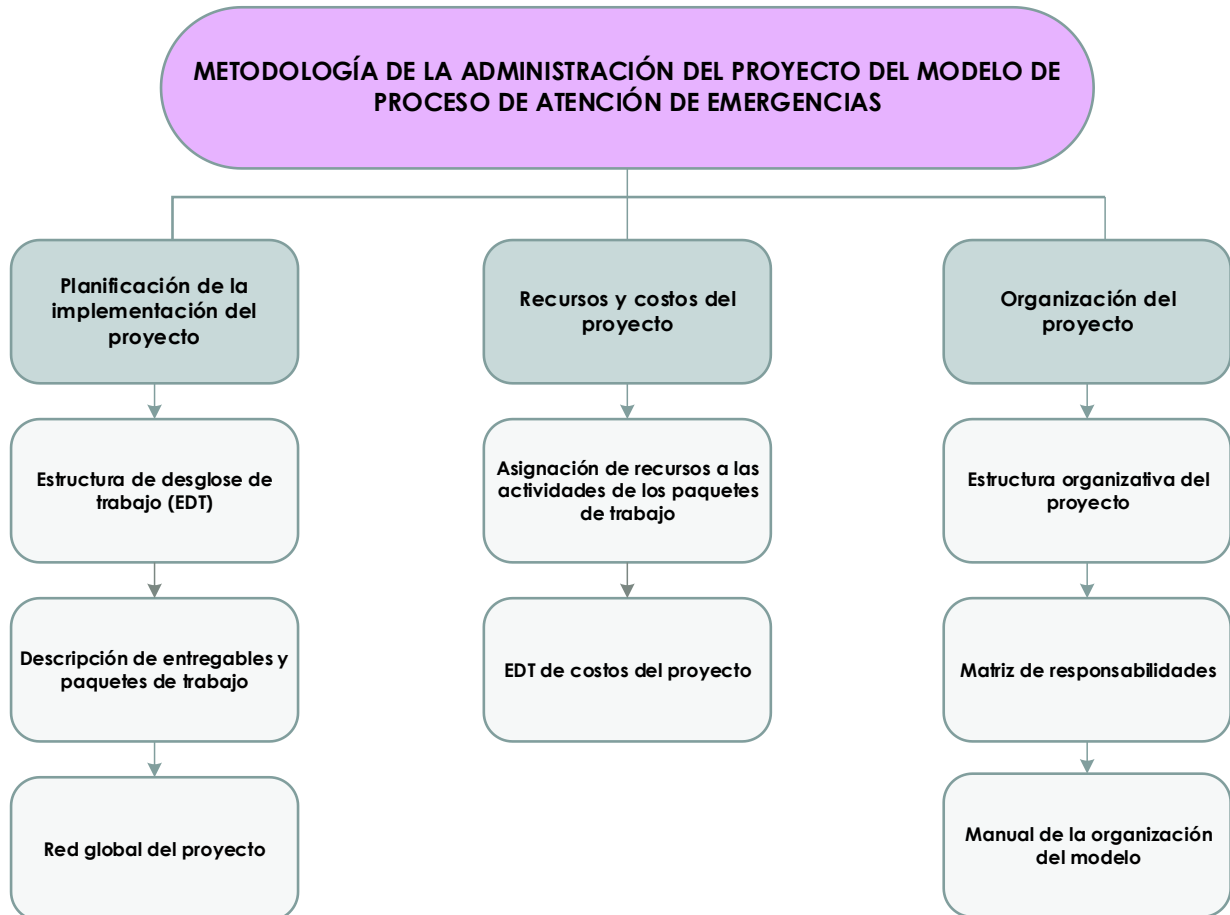 METODOLOGÍA DE LA ADMINISTRACIÓN DEL PROYECTO DEL MODELO DE
PROCESO DE ATENCIÓN DE EMERGENCIAS
Planificación de la
implementación del
proyecto
Estructura de desglose de
trabajo (EDT)
Descripción de entregables y
paquetes de trabajo
Red global del proyecto
Recursos y costos del
proyecto
Asignación de recursos a las
actividades de los paquetes
de trabajo
EDT de costos del proyecto
Organización del
proyecto
Estructura organizativa del
proyecto
Matriz de responsabilidades
Manual de la organización
del modelo